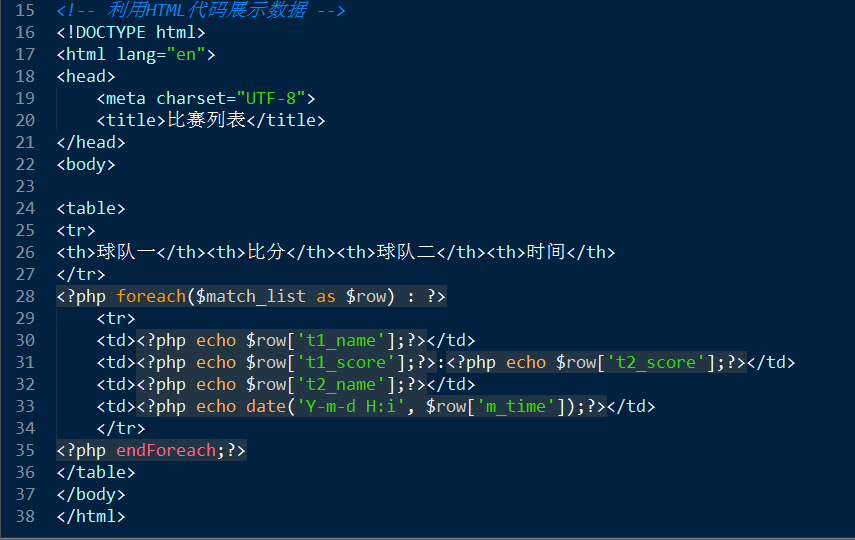 15 <!-- 利用HTML代码展示数据 -->
16 <!DOCTYPE html>
17 <html lang="en">
18 <head>
19     <meta charset="UTF-8">
20     <title>比赛列表</title>
21 </head>
22 <body>
23
24 <table>
25 <tr>
26 <th>球队一</th><th>比分</th><th>球队二</th><th>时间</th>
27 </tr>
28 <?php foreach($match_list as $row) : ?>
29     <tr>
30     <td><?php echo $row['t1_name'];?></td>
31     <td><?php echo $row['t1_score'];?>:<?php echo $row['t2_score'];?></td>
32     <td><?php echo $row['t2_name'];?></td>
33     <td><?php echo date('Y-m-d H:i', $row['m_time']);?></td>
34     </tr>
35 <?php endForeach;?>
36 </table>
37 </body>
38 </html>